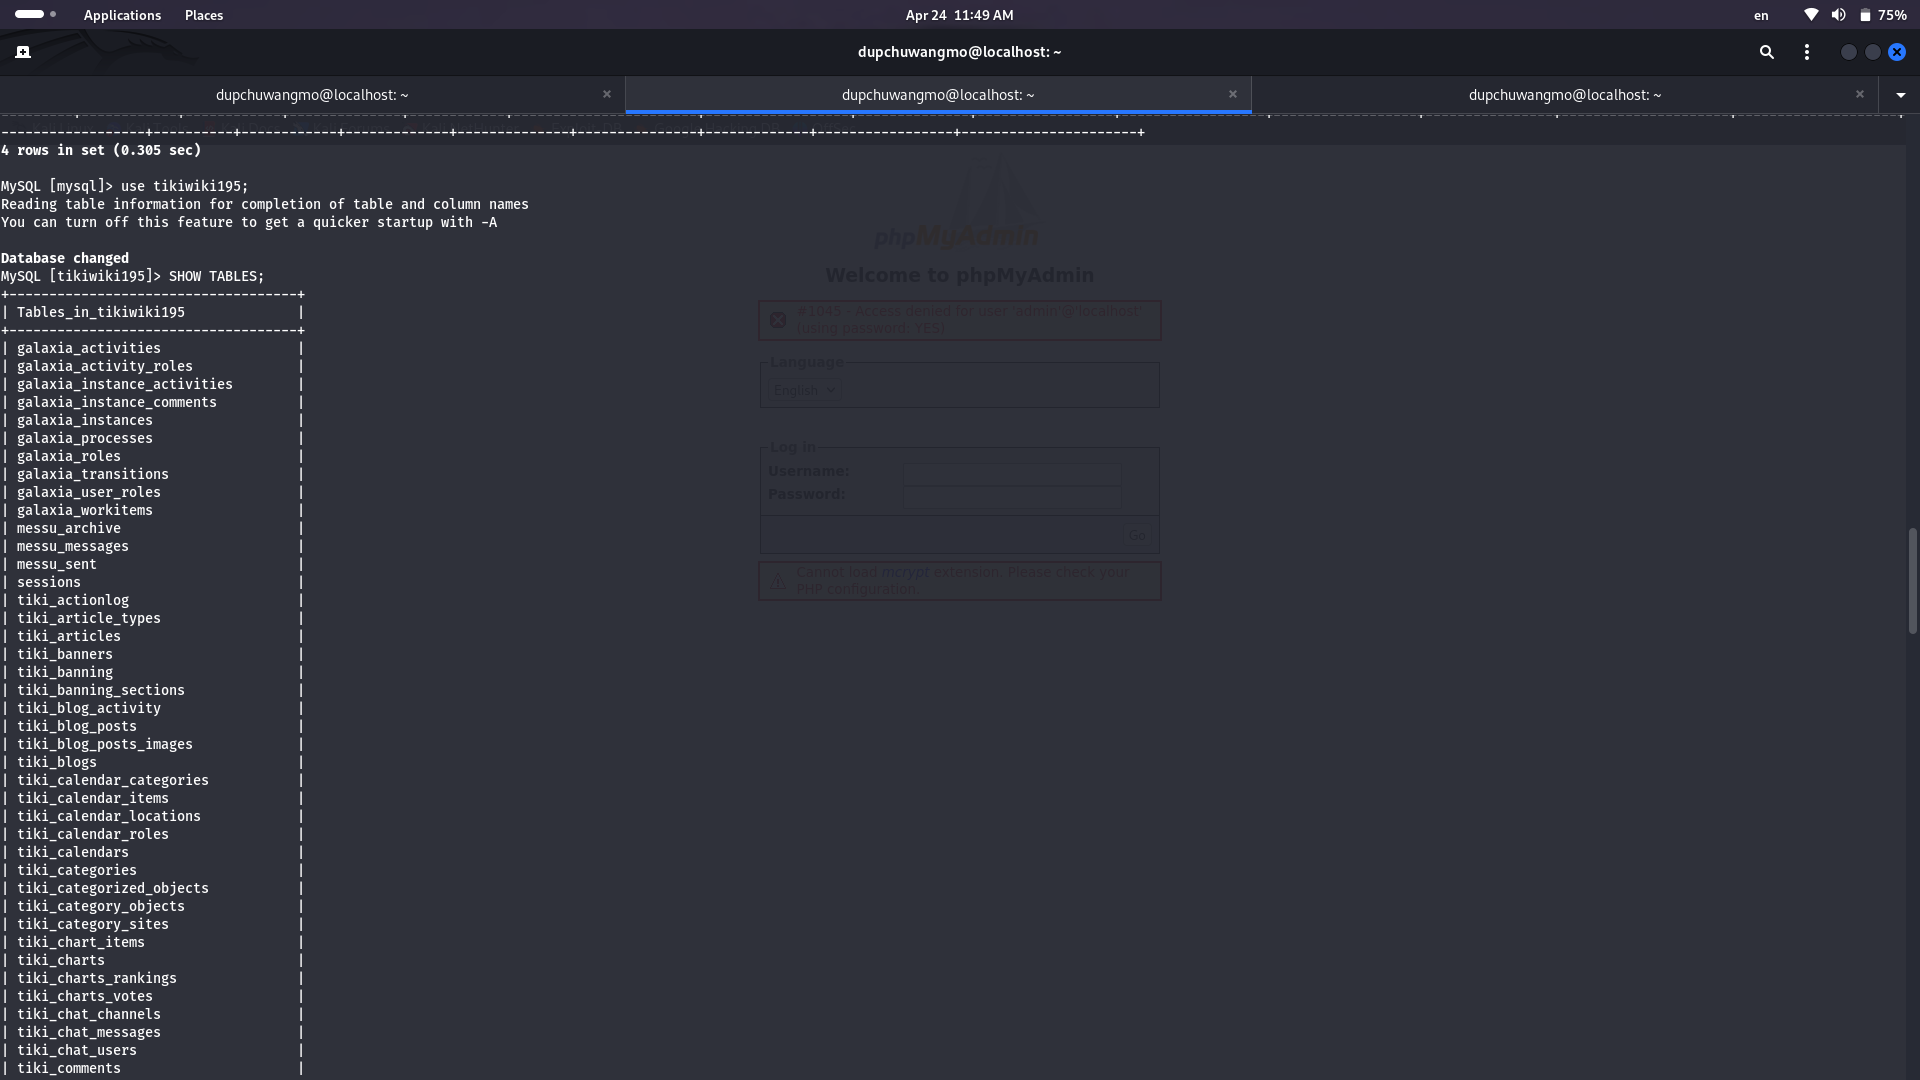 Applications Places Apr 24 11:49 AM en 75%
dupchuwangmo@localhost: ~
dupchuwangmo@localhost: ~ × dupchuwangmo@localhost: ~ × dupchuwangmo@localhost: ~ ×
-------------------+----------+------------+-------------+--------------+---------------+-------------+-----------------+----------------------+
4 rows in set (0.305 sec)
MySQL [mysql]> use tikiwiki195;
Reading table information for completion of table and column names
You can turn off this feature to get a quicker startup with -A
Database changed
MySQL [tikiwiki195]> SHOW TABLES;
+------------------------------------+
| Tables_in_tikiwiki195 |
+------------------------------------+
| galaxia_activities |
| galaxia_activity_roles |
| galaxia_instance_activities |
| galaxia_instance_comments |
| galaxia_instances |
| galaxia_processes |
| galaxia_roles |
| galaxia_transitions |
| galaxia_user_roles |
| galaxia_workitems |
| messu_archive |
| messu_messages |
| messu_sent |
| sessions |
| tiki_actionlog |
| tiki_article_types |
| tiki_articles |
| tiki_banners |
| tiki_banning |
| tiki_banning_sections |
| tiki_blog_activity |
| tiki_blog_posts |
| tiki_blog_posts_images |
| tiki_blogs |
| tiki_calendar_categories |
| tiki_calendar_items |
| tiki_calendar_locations |
| tiki_calendar_roles |
| tiki_calendars |
| tiki_categories |
| tiki_categorized_objects |
| tiki_category_objects |
| tiki_category_sites |
| tiki_chart_items |
| tiki_charts |
| tiki_charts_rankings |
| tiki_charts_votes |
| tiki_chat_channels |
| tiki_chat_messages |
| tiki_chat_users |
| tiki_comments |
phpMyAdmin
Welcome to phpMyAdmin
#1045 - Access denied for user 'admin'@'localhost'
(using password: YES)
Language
English
Log in
Username:
Password:
Go
Cannot load mcrypt extension. Please check your
PHP configuration.